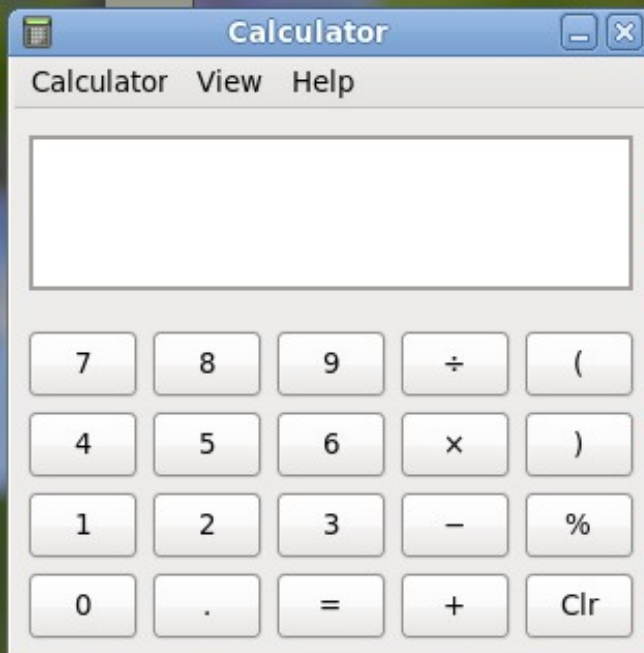 Calculator
Calculator View Help
7 8 9 ÷ (
4 5 6 × )
1 2 3 − %
0 . = + Clr